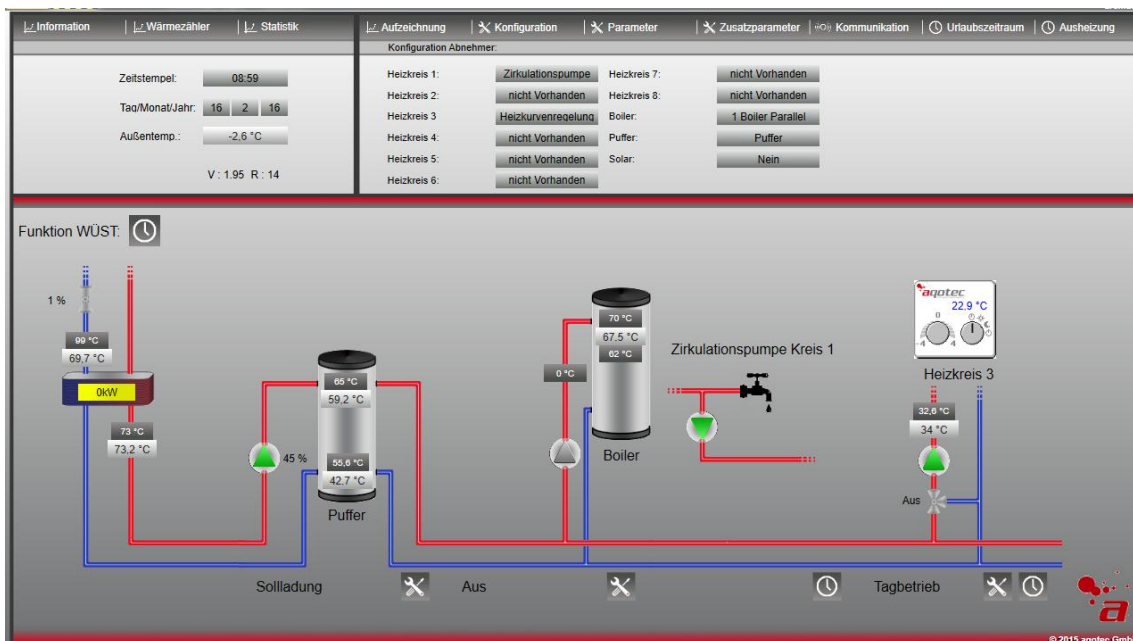 Information Wärmezähler Statistik Aufzeichnung Konfiguration Parameter Zusatzparameter Kommunikation Urlaubszeitraum Ausheizung
Konfiguration Abnehmer:
Zeitstempel: 08:59
Tag/Monat/Jahr: 16 2 16
Außentemp.: -2,6 °C
V : 1.95 R : 14
Heizkreis 1: Zirkulationspumpe Heizkreis 7: nicht Vorhanden
Heizkreis 2: nicht Vorhanden Heizkreis 8: nicht Vorhanden
Heizkreis 3 Heizkurvenregelung Boiler: 1 Boiler Parallel
Heizkreis 4: nicht Vorhanden Puffer: Puffer
Heizkreis 5: nicht Vorhanden Solar: Nein
Heizkreis 6: nicht Vorhanden
Funktion WÜST:
1 %
99 °C
69,7 °C
0kW
73 °C
73,2 °C
45 %
65 °C
59.2 °C
55,6 °C
42.7 °C
Puffer
0 °C
70 °C
67.5 °C
62 °C
Boiler
Zirkulationspumpe Kreis 1
aqotec
22.9 °C
0
-4 4
Heizkreis 3
32,6 °C
34 °C
Aus
Sollladung Aus Tagbetrieb
a
© 2015 aqotec GmbH